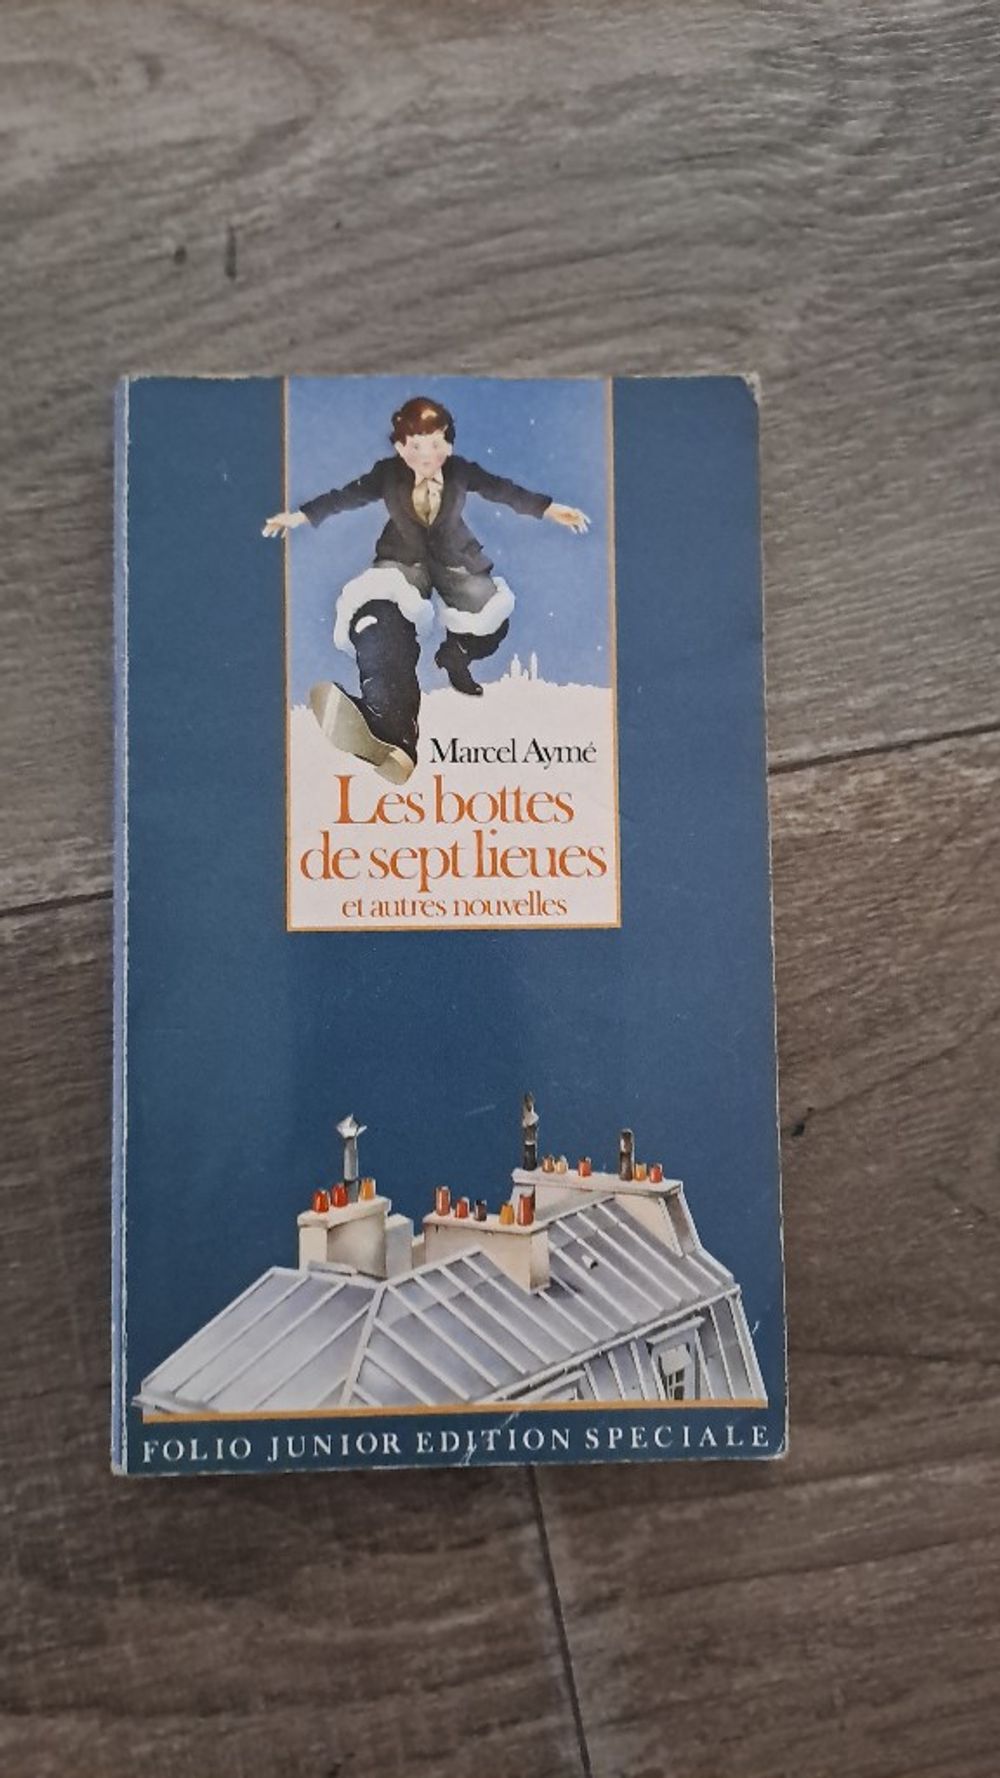 Marcel Aymé
Les bottes
de sept lieues
et autres nouvelles
FOLIO JUNIOR EDITION SPECIALE